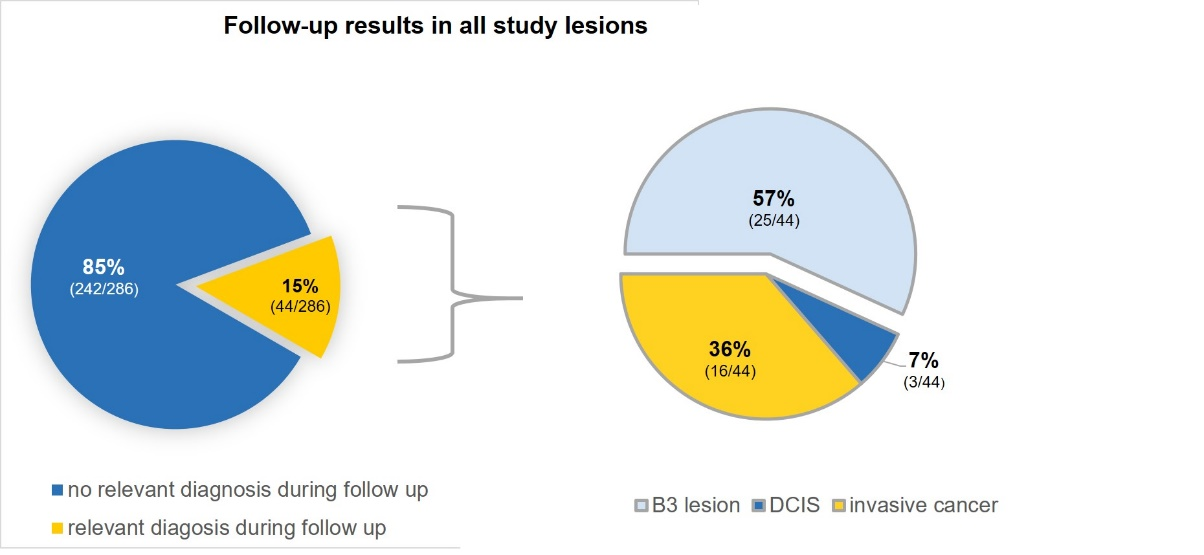 Follow-up results in all study lesions
85%
(242/286)
15%
(44/286)
no relevant diagnosis during follow up
relevant diagosis during follow up
57%
(25/44)
36%
(16/44)
7%
(3/44)
B3 lesion DCIS invasive cancer